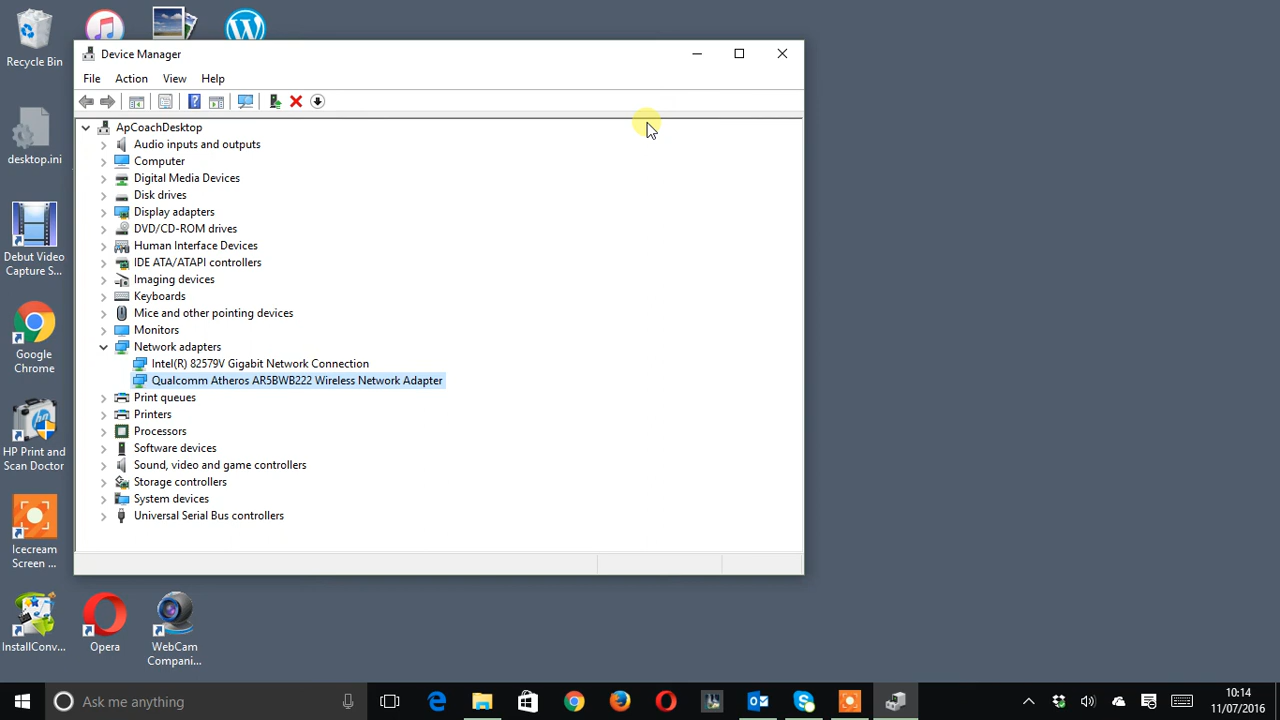 Recycle Bin
desktop.ini
Debut Video
Capture S...
Google
Chrome
HP Print and
Scan Doctor
Icecream
Screen ...
InstallConv...
Opera
WebCam
Compani...
Device Manager
File Action View Help
ApCoachDesktop
Audio inputs and outputs
Computer
Digital Media Devices
Disk drives
Display adapters
DVD/CD-ROM drives
Human Interface Devices
IDE ATA/ATAPI controllers
Imaging devices
Keyboards
Mice and other pointing devices
Monitors
Network adapters
Intel(R) 82579V Gigabit Network Connection
Qualcomm Atheros AR5BWB222 Wireless Network Adapter
Print queues
Printers
Processors
Software devices
Sound, video and game controllers
Storage controllers
System devices
Universal Serial Bus controllers
Ask me anything
10:14
11/07/2016